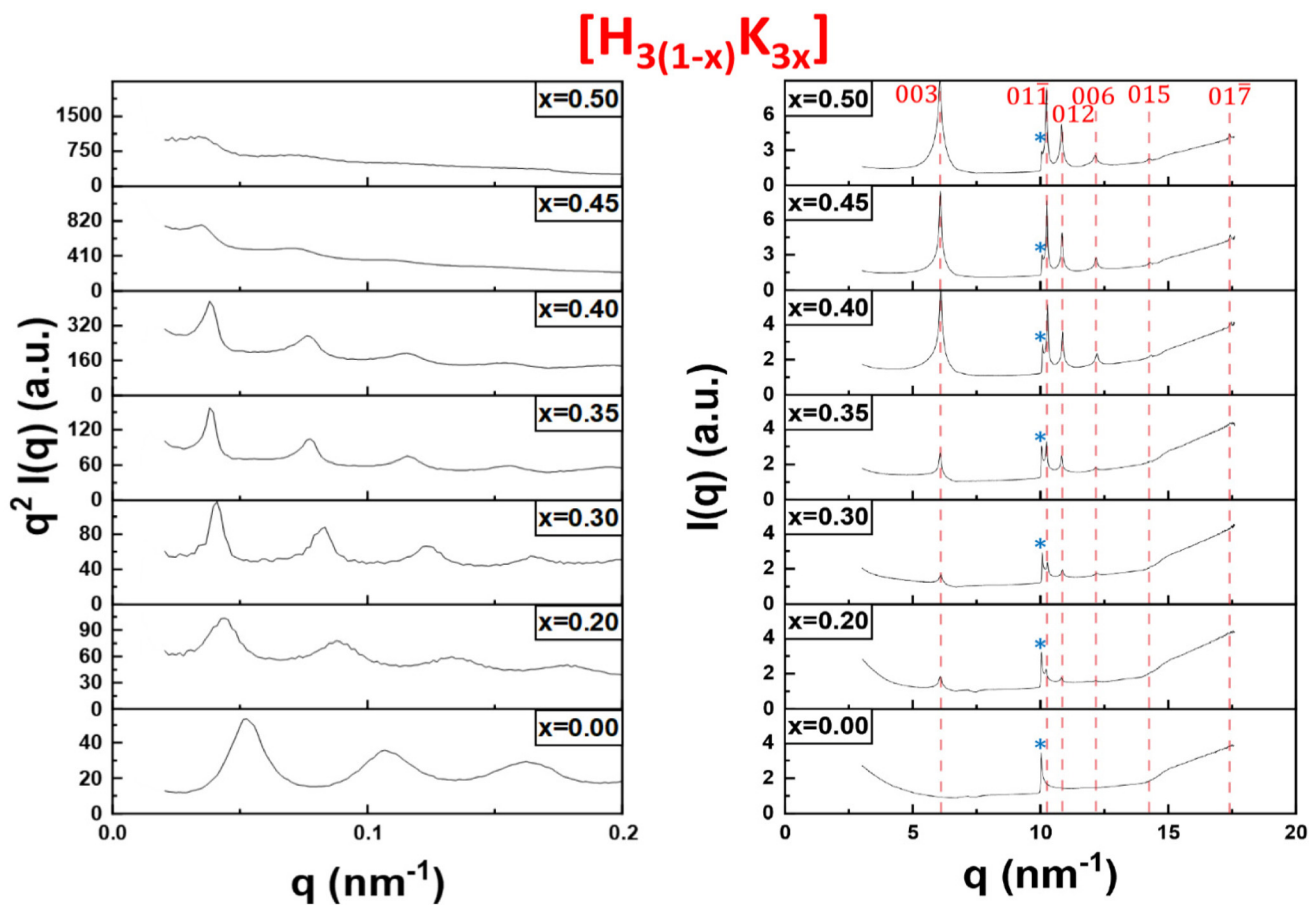 [H3(1-x)K3x]
x=0.50
1500
750
0
x=0.45
820
410
0
x=0.40
320
160
0
x=0.35
120
60
0
x=0.30
80
40
0
x=0.20
90
60
30
0
x=0.00
40
20
0
0.0 0.1 0.2
q² I(q) (a.u.)
q (nm⁻¹)
003 011̅ 012 006 015 017̅
x=0.50
6
3
0
*
x=0.45
6
3
0
*
x=0.40
4
2
0
*
x=0.35
4
2
0
*
x=0.30
4
2
0
*
x=0.20
4
2
0
*
x=0.00
4
2
0
*
0 5 10 15 20
I(q) (a.u.)
q (nm⁻¹)